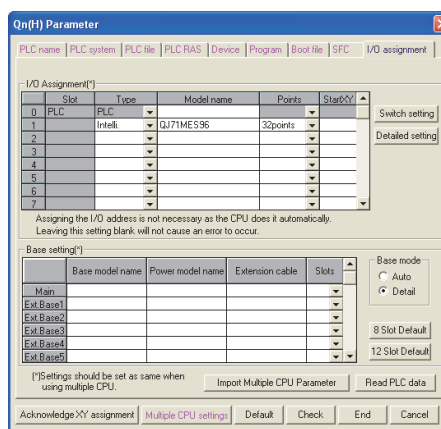 Qn(H) Parameter
PLC name PLC system PLC file PLC RAS Device Program Boot file SFC I/O assignment
I/O Assignment(*)
Slot Type Model name Points StartXY
0 PLC PLC
1 Intelli. QJ71MES96 32points
2
3
4
5
6
7
Switch setting
Detailed setting
Assigning the I/O address is not necessary as the CPU does it automatically.
Leaving this setting blank will not cause an error to occur.
Base setting(*)
Base model name Power model name Extension cable Slots
Main
Ext.Base1
Ext.Base2
Ext.Base3
Ext.Base4
Ext.Base5
Base mode
Auto
Detail
8 Slot Default
12 Slot Default
(*)Settings should be set as same when
using multiple CPU.
Import Multiple CPU Parameter Read PLC data
Acknowledge XY assignment Multiple CPU settings Default Check End Cancel